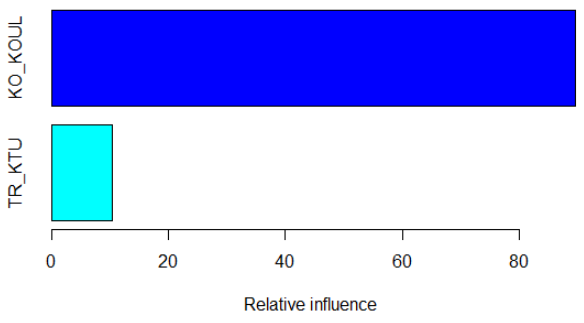 KO_KOUL
TR_KTU
0 20 40 60 80
Relative influence